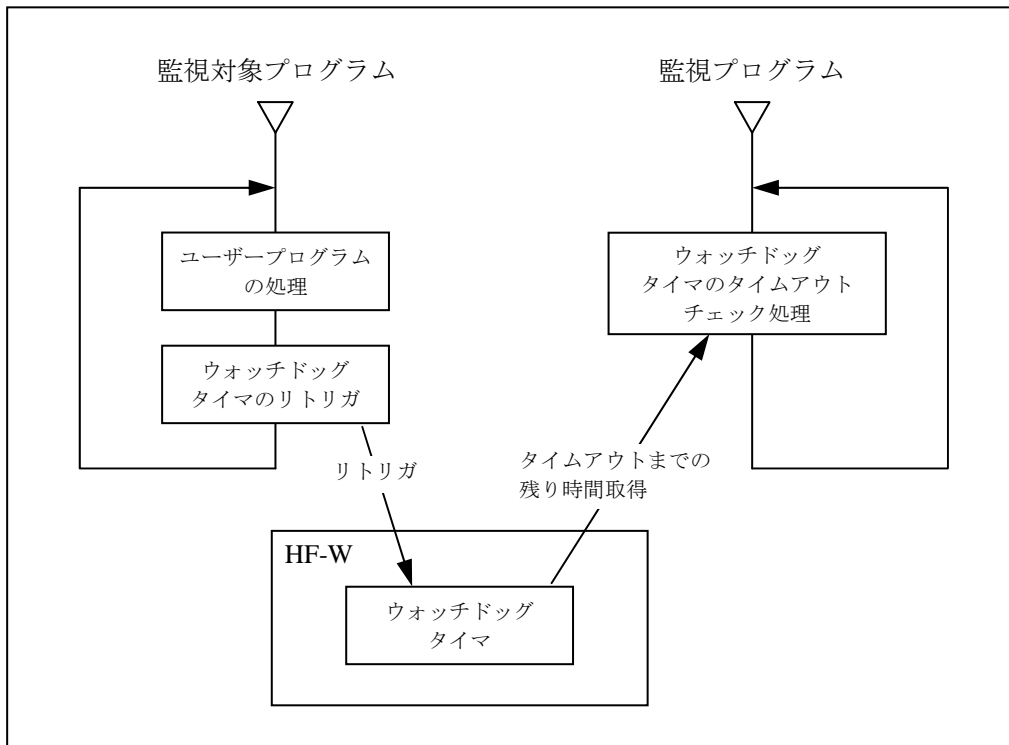 監視対象プログラム
監視プログラム
ユーザープログラム
の処理
ウォッチドッグ
タイマのリトリガ
ウォッチドッグ
タイマのタイムアウト
チェック処理
リトリガ
タイムアウトまでの
残り時間取得
HF-W
ウォッチドッグ
タイマ